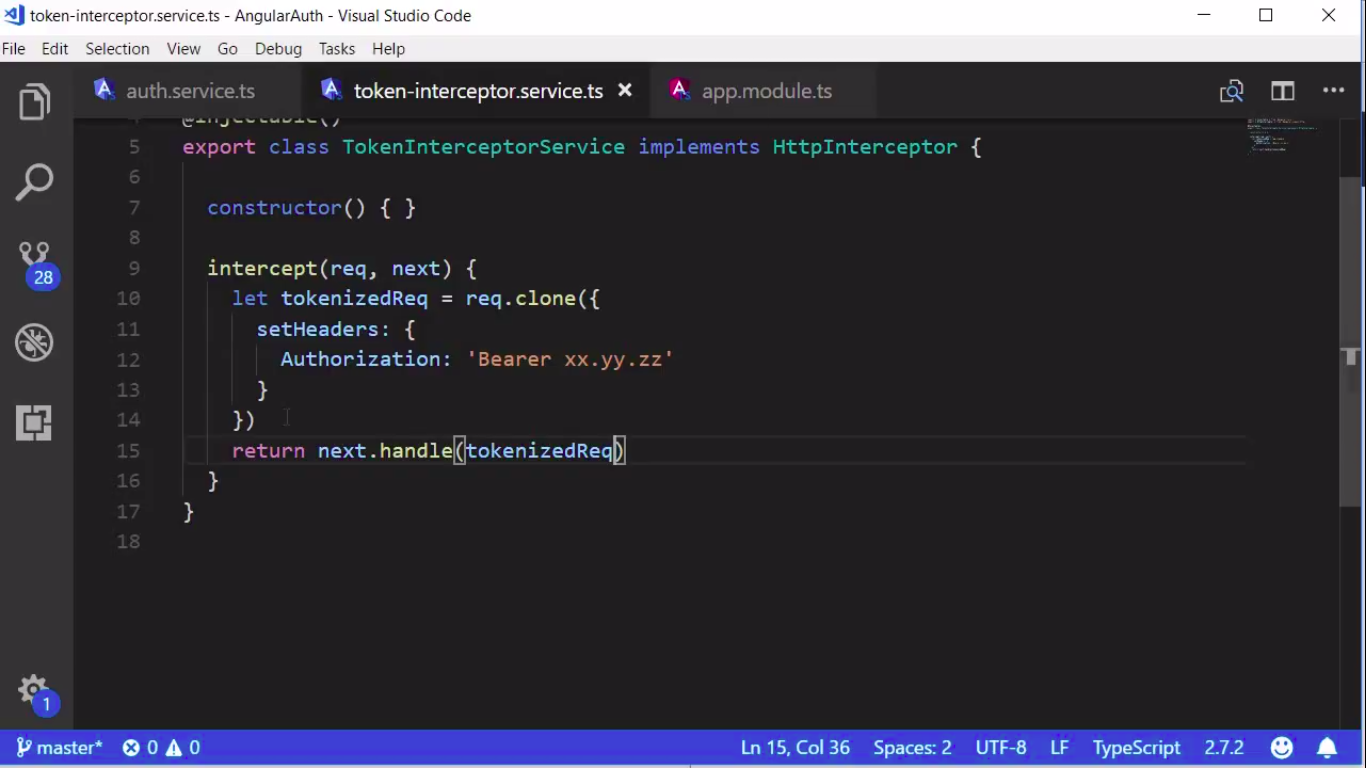 token-interceptor.service.ts - AngularAuth - Visual Studio Code
File Edit Selection View Go Debug Tasks Help
auth.service.ts token-interceptor.service.ts app.module.ts
4 @Injectable()
5 export class TokenInterceptorService implements HttpInterceptor {
6
7 constructor() { }
8
9 intercept(req, next) {
10 let tokenizedReq = req.clone({
11 setHeaders: {
12 Authorization: 'Bearer xx.yy.zz'
13 }
14 })
15 return next.handle(tokenizedReq)
16 }
17 }
18
28
1
master* 0 0 Ln 15, Col 36 Spaces: 2 UTF-8 LF TypeScript 2.7.2